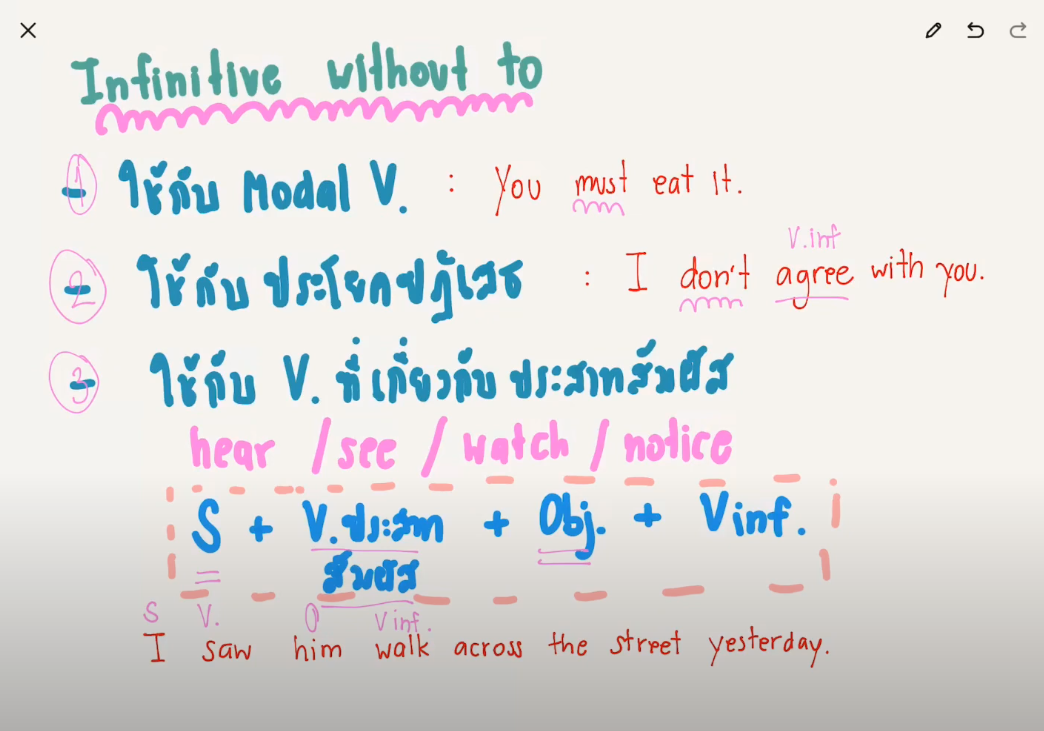 Infinitive without to
- 1 ใช้กับ Modal V. : You must eat it.
V.inf
- 2 ใช้กับ ประโยคปฏิเสธ : I don't agree with you.
- 3 ใช้กับ V. ที่เกี่ยวกับ ประสาทสัมผัส
hear / see / watch / notice
S + V.ประสาท + Obj. + V inf.
สัมผัส
S V. O V inf.
I saw him walk across the street yesterday.